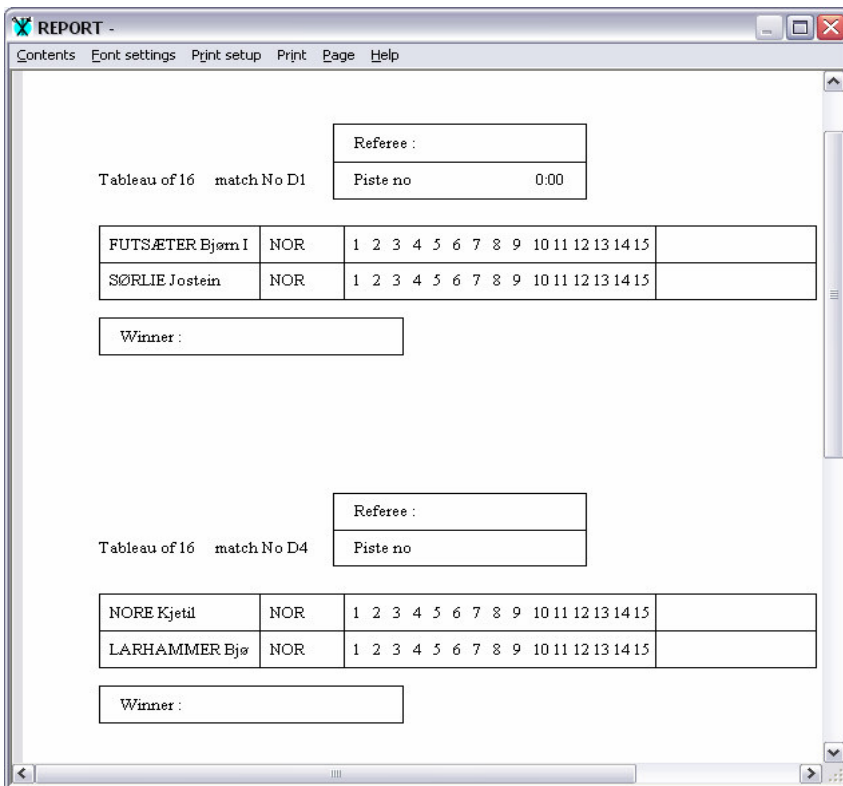 REPORT -
Contents Font settings Print setup Print Page Help
Referee :
Tableau of 16 match No D1 Piste no 0:00
FUTSÆTER Bjørn I NOR 1 2 3 4 5 6 7 8 9 10 11 12 13 14 15
SØRLIE Jostein NOR 1 2 3 4 5 6 7 8 9 10 11 12 13 14 15
Winner :
Referee :
Tableau of 16 match No D4 Piste no
NORE Kjetil NOR 1 2 3 4 5 6 7 8 9 10 11 12 13 14 15
LARHAMMER Bjø NOR 1 2 3 4 5 6 7 8 9 10 11 12 13 14 15
Winner :